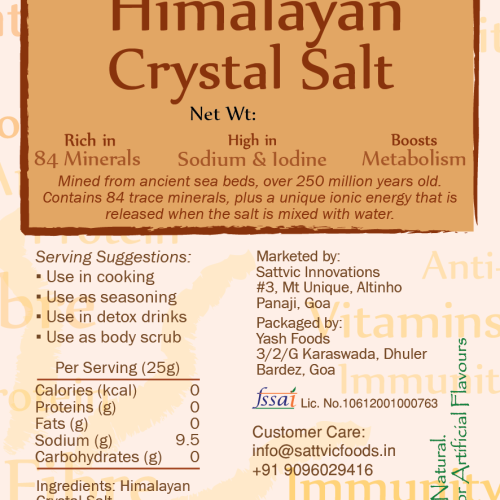 Himalayan
Crystal Salt
Net Wt:
Rich in
84 Minerals
High in
Sodium & Iodine
Boosts
Metabolism
Mined from ancient sea beds, over 250 million years old.
Contains 84 trace minerals, plus a unique ionic energy that is
released when the salt is mixed with water.
Serving Suggestions:
• Use in cooking
• Use as seasoning
• Use in detox drinks
• Use as body scrub
Per Serving (25g)
Calories (kcal) 0
Proteins (g) 0
Fats (g) 0
Sodium (g) 9.5
Carbohydrates (g) 0
Ingredients: Himalayan
Crystal Salt
Marketed by:
Sattvic Innovations
#3, Mt Unique, Altinho
Panaji, Goa
Packaged by:
Yash Foods
3/2/G Karaswada, Dhuler
Bardez, Goa
fssai Lic. No.10612001000763
Customer Care:
info@sattvicfoods.in
+91 9096029416
Natural.
or Artificial Flavours
Protein
Anti-
Vitamins
Immunit
Immunity